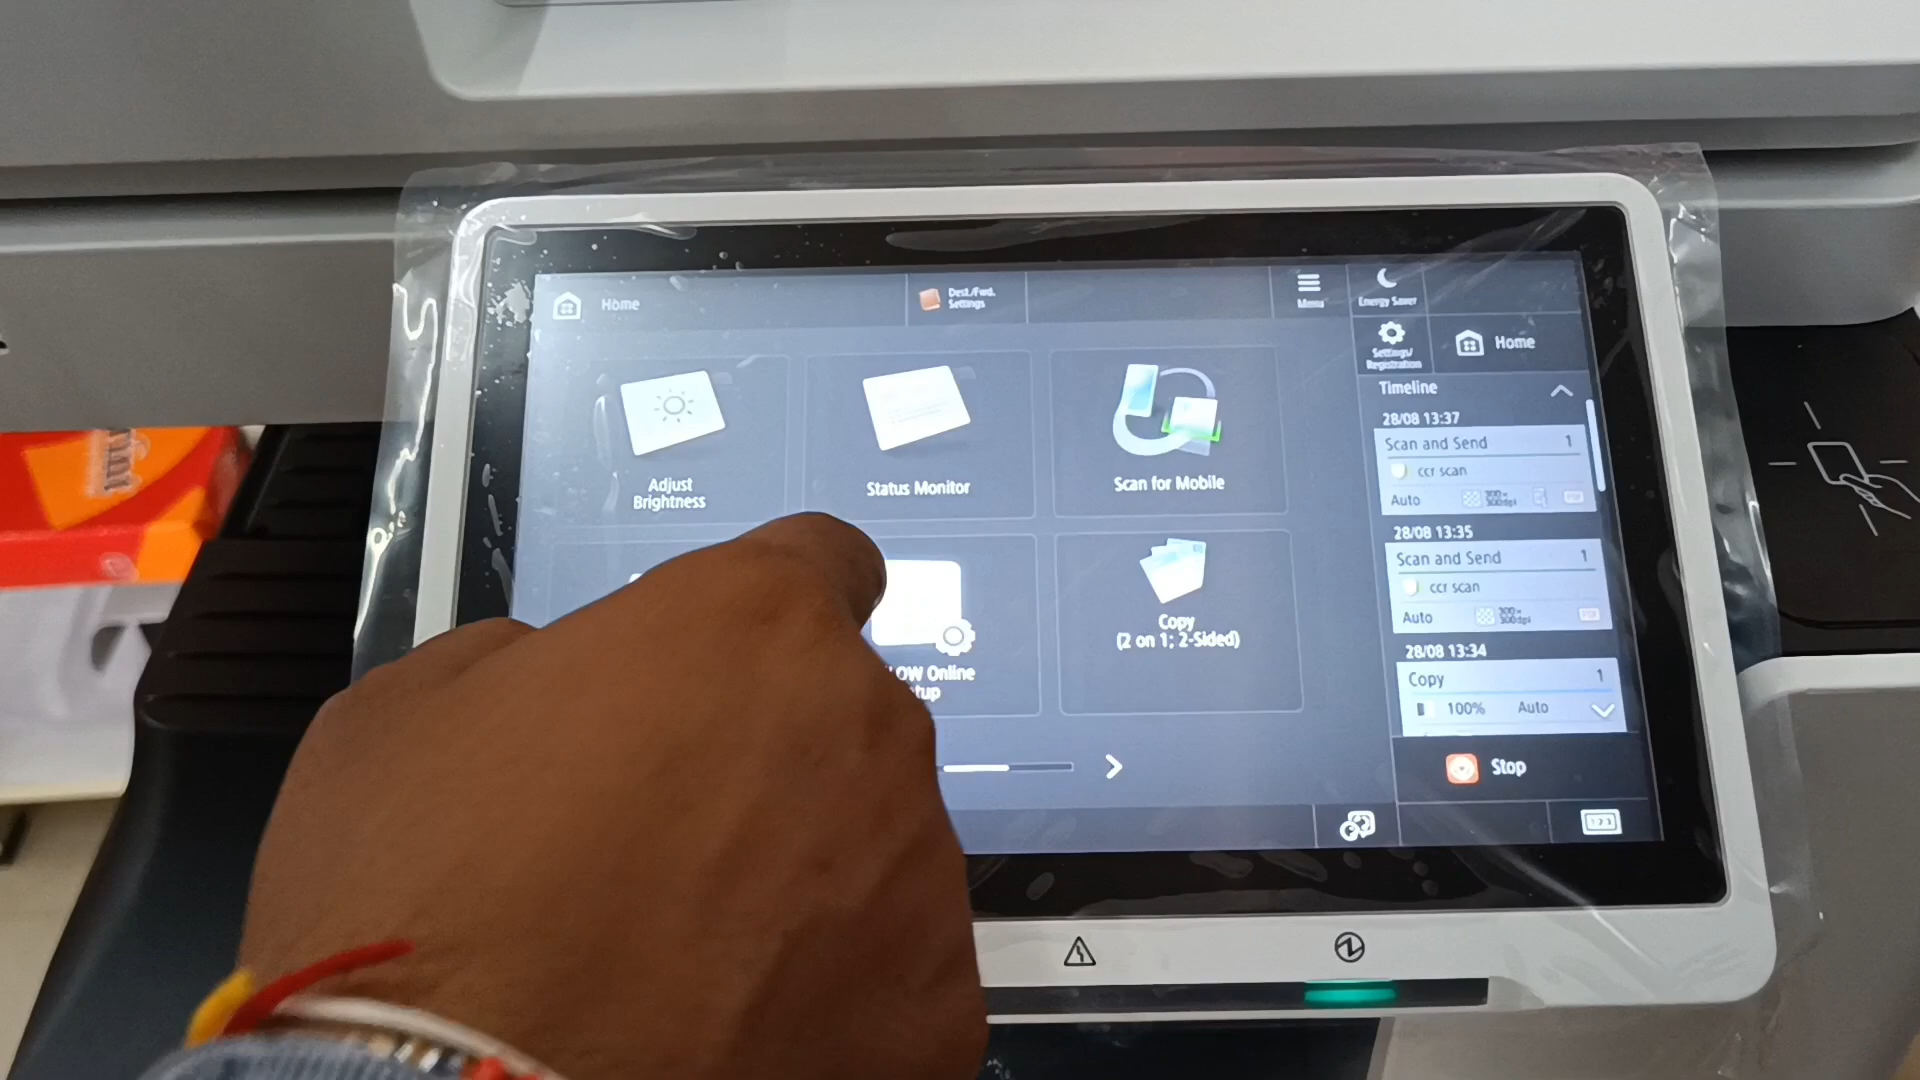 Home
Dest./Fwd.
Settings
Menu
Energy Saver
Settings/
Registration
Home
Adjust
Brightness
Status Monitor
Scan for Mobile
OW Online
tup
Copy
(2 on 1; 2-Sided)
Timeline
28/08 13:37
Scan and Send 1
ccr scan
Auto 300×
300dpi PDF
28/08 13:35
Scan and Send 1
ccr scan
Auto 300×
300dpi PDF
28/08 13:34
Copy 1
100% Auto
Stop
123